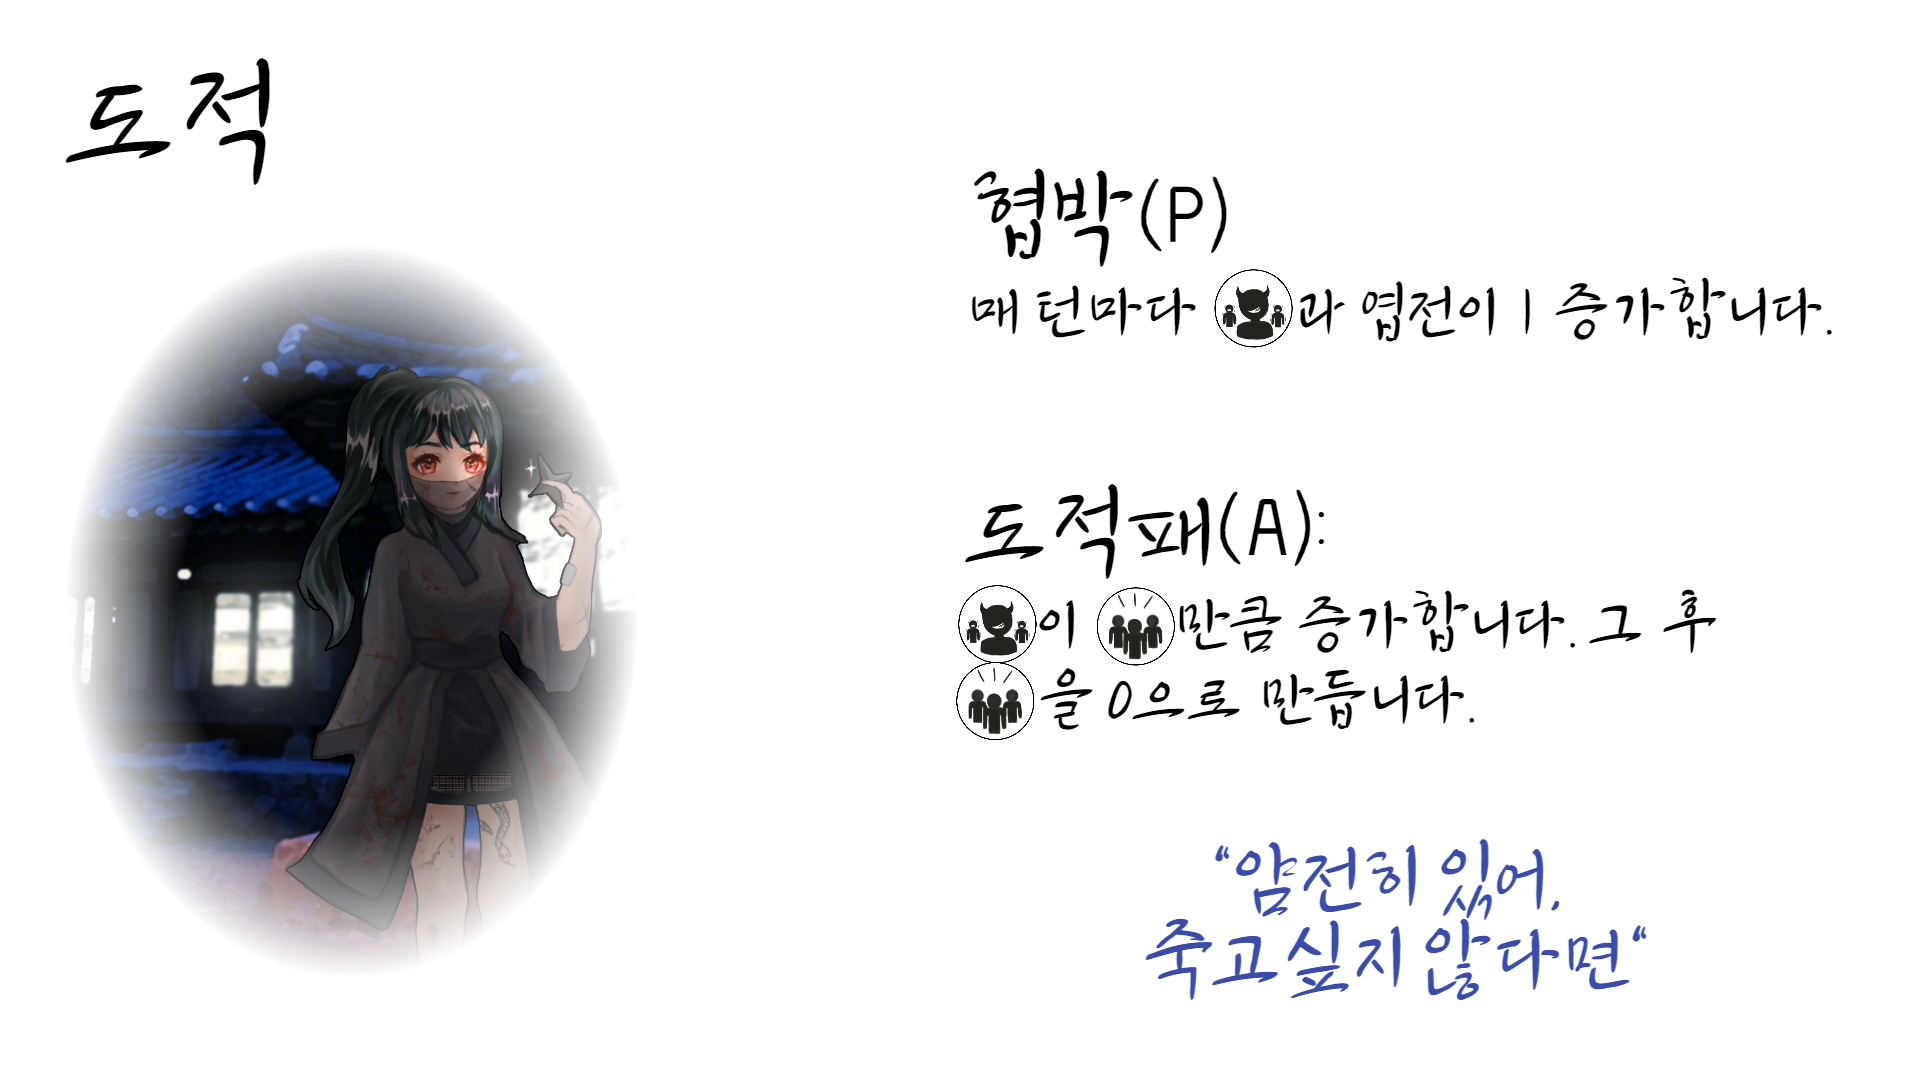 도적
협박(P)
매 턴마다 과 엽전이 1 증가합니다.
도적패(A):
이 만큼 증가합니다. 그 후
을 0으로 만듭니다.
“얌전히 있어,
죽고싶지 않다면“